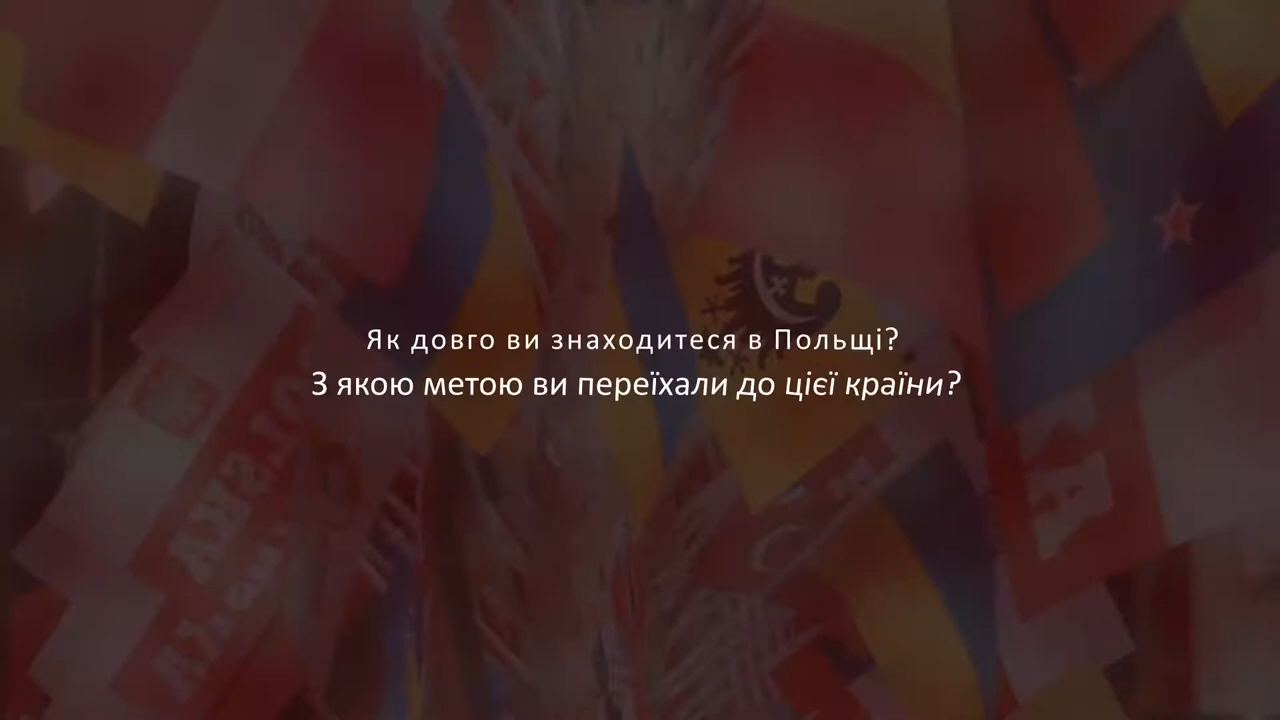 Як довго ви знаходитеся в Польщі?
З якою метою ви переїхали до цієї країни?